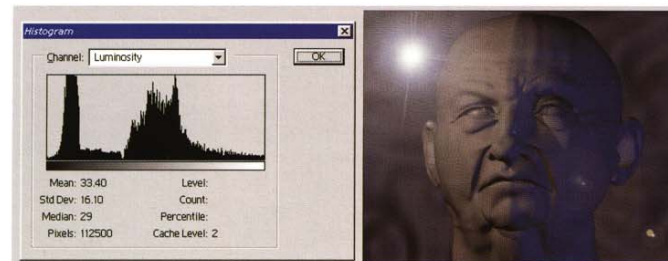 Histogram
Channel: Luminosity
OK
Mean: 33.40 Level:
Std Dev: 16.10 Count:
Median: 29 Percentile:
Pixels: 112500 Cache Level: 2